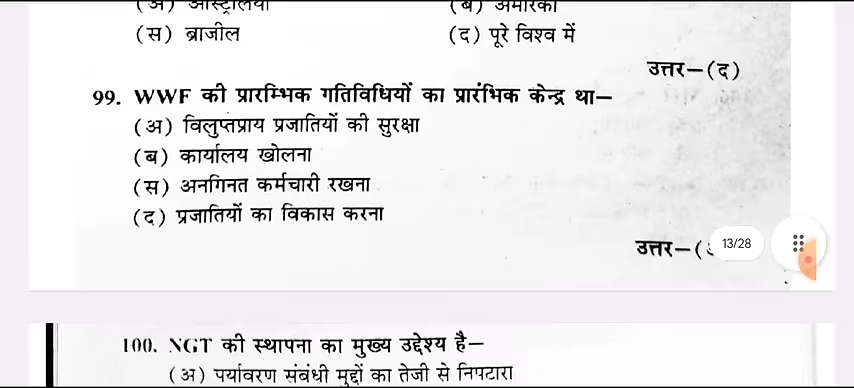 (स) ब्राजील (द) पूरे विश्व में
उत्तर—(द)
99. WWF की प्रारम्भिक गतिविधियों का प्रारंभिक केन्द्र था—
(अ) विलुप्तप्राय प्रजातियों की सुरक्षा
(ब) कार्यालय खोलना
(स) अनगिनत कर्मचारी रखना
(द) प्रजातियों का विकास करना
उत्तर—(
13/28
100. NGT की स्थापना का मुख्य उद्देश्य है—
(अ) पर्यावरण संबंधी मुद्दों का तेजी से निपटारा